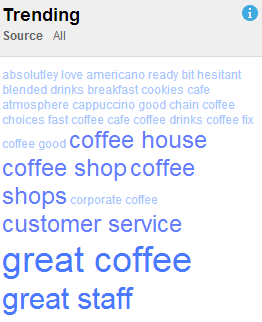 Trending
Source All
absolutley love americano ready bit hesitant
blended drinks breakfast cookies cafe
atmosphere cappuccino good chain coffee
choices fast coffee cafe coffee drinks coffee fix
coffee good coffee house
coffee shop coffee
shops corporate coffee
customer service
great coffee
great staff